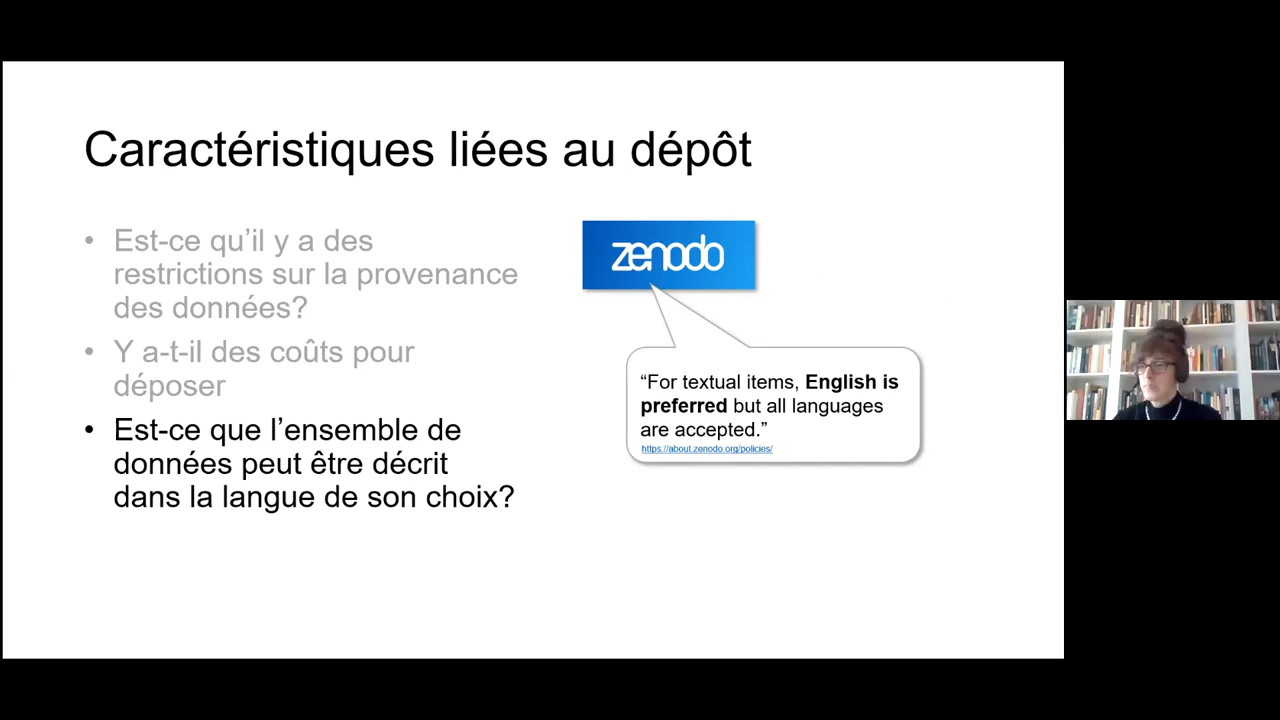 Caractéristiques liées au dépôt
• Est-ce qu’il y a des
restrictions sur la provenance
des données?
• Y a-t-il des coûts pour
déposer
• Est-ce que l’ensemble de
données peut être décrit
dans la langue de son choix?
zenodo
“For textual items, English is
preferred but all languages
are accepted.”
https://about.zenodo.org/policies/